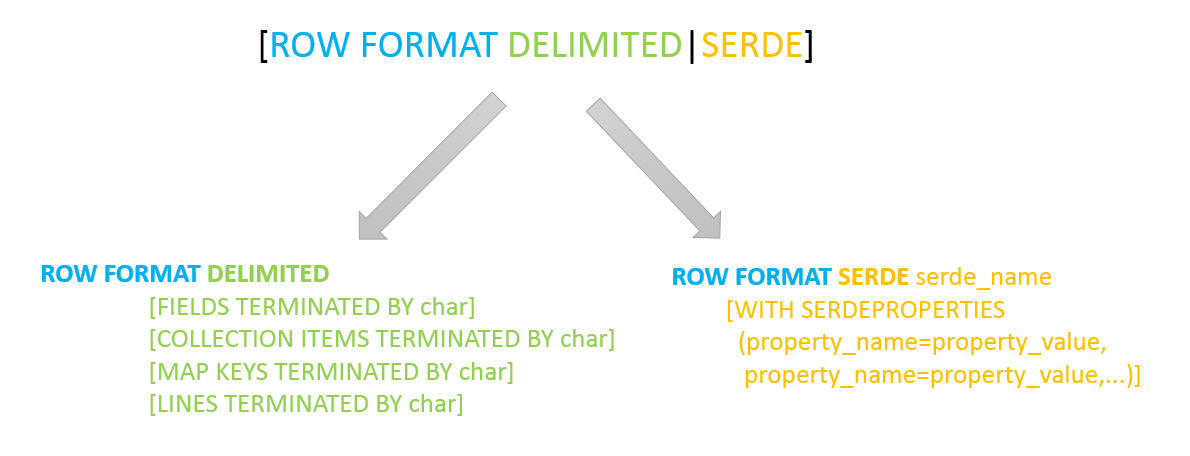 [ROW FORMAT DELIMITED|SERDE]
ROW FORMAT DELIMITED
[FIELDS TERMINATED BY char]
[COLLECTION ITEMS TERMINATED BY char]
[MAP KEYS TERMINATED BY char]
[LINES TERMINATED BY char]
ROW FORMAT SERDE serde_name
[WITH SERDEPROPERTIES
(property_name=property_value,
property_name=property_value,...)]